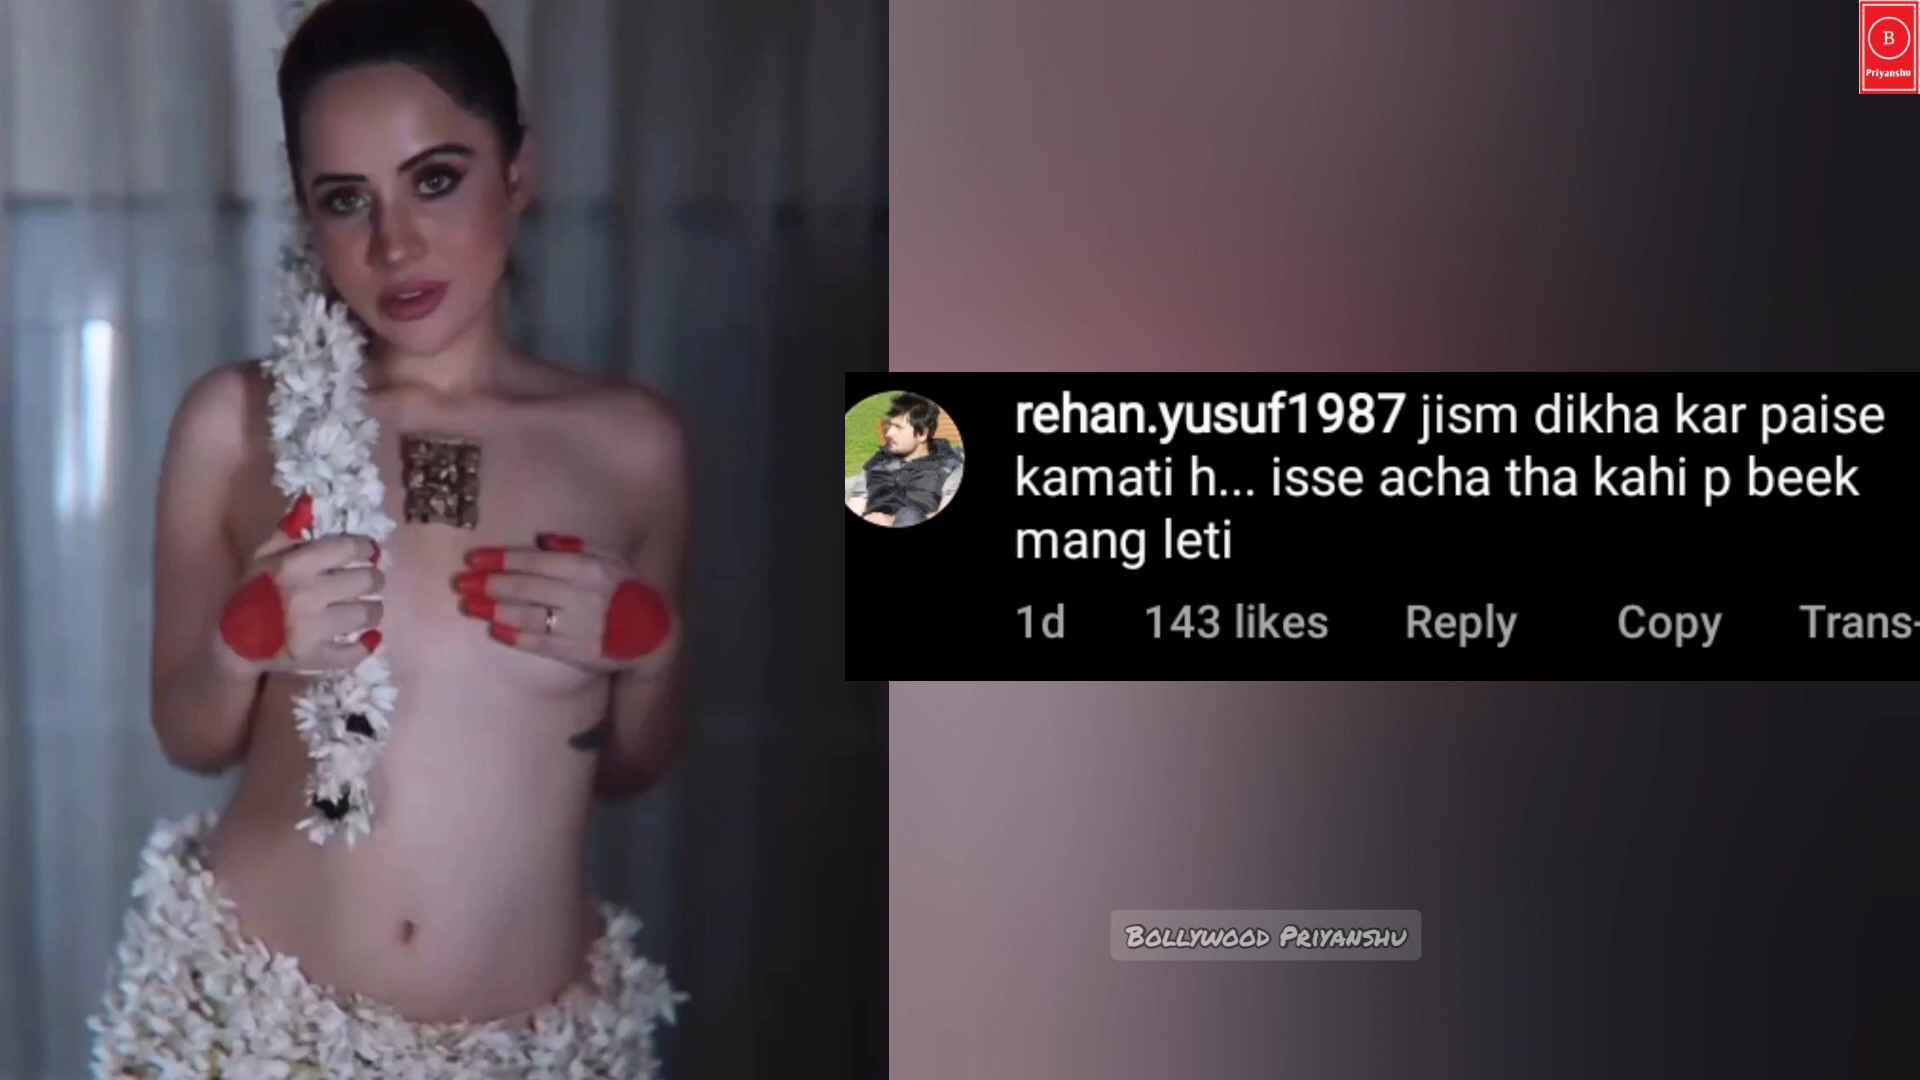 B
Priyanshu
rehan.yusuf1987 jism dikha kar paise
kamati h... isse acha tha kahi p beek
mang leti
1d 143 likes Reply Copy Trans-
Bollywood Priyanshu